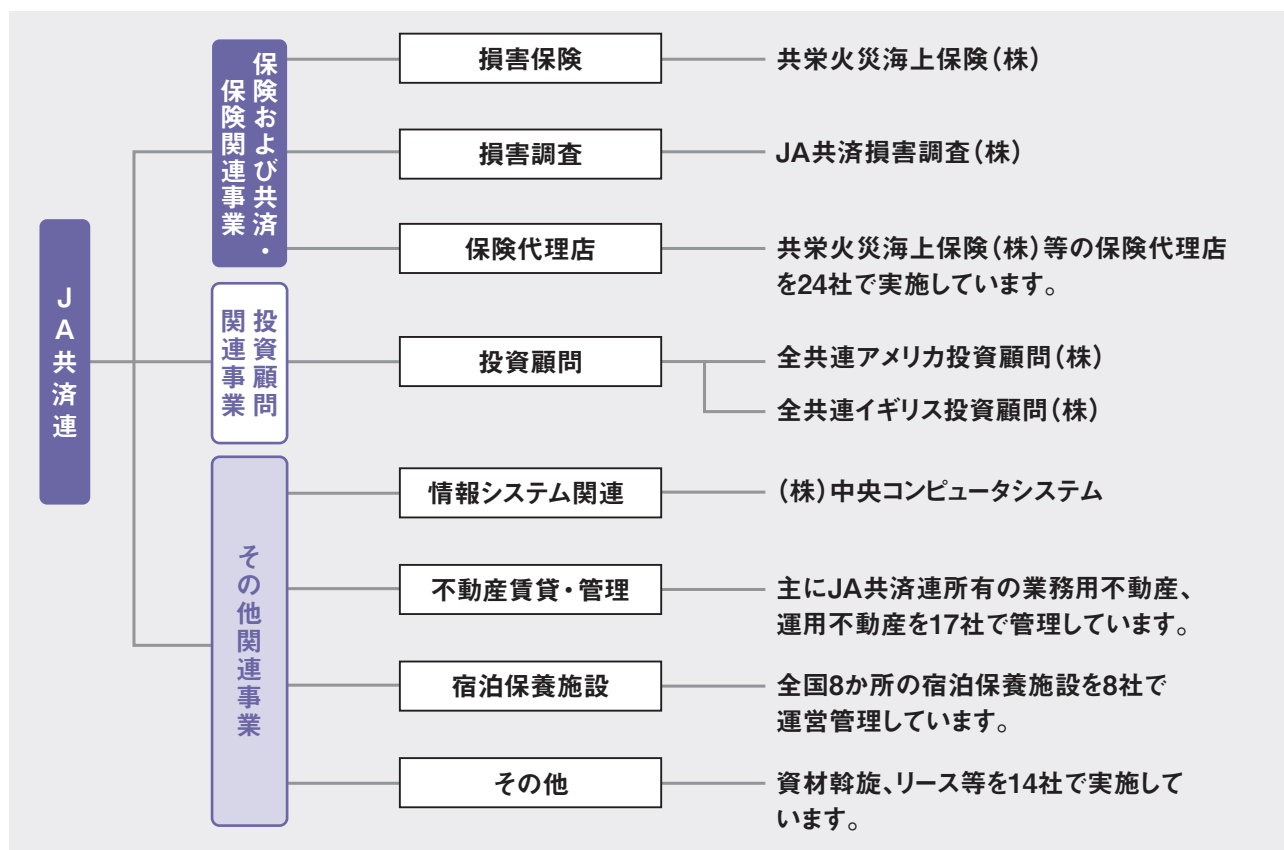 JA共済連
保険および共済・
保険関連事業
損害保険
共栄火災海上保険（株）
損害調査
JA共済損害調査（株）
保険代理店
共栄火災海上保険（株）等の保険代理店
を24社で実施しています。
投資顧問
関連事業
投資顧問
全共連アメリカ投資顧問（株）
全共連イギリス投資顧問（株）
その他関連事業
情報システム関連
（株）中央コンピュータシステム
不動産賃貸・管理
主にJA共済連所有の業務用不動産、
運用不動産を17社で管理しています。
宿泊保養施設
全国8か所の宿泊保養施設を8社で
運営管理しています。
その他
資材斡旋、リース等を14社で実施して
います。